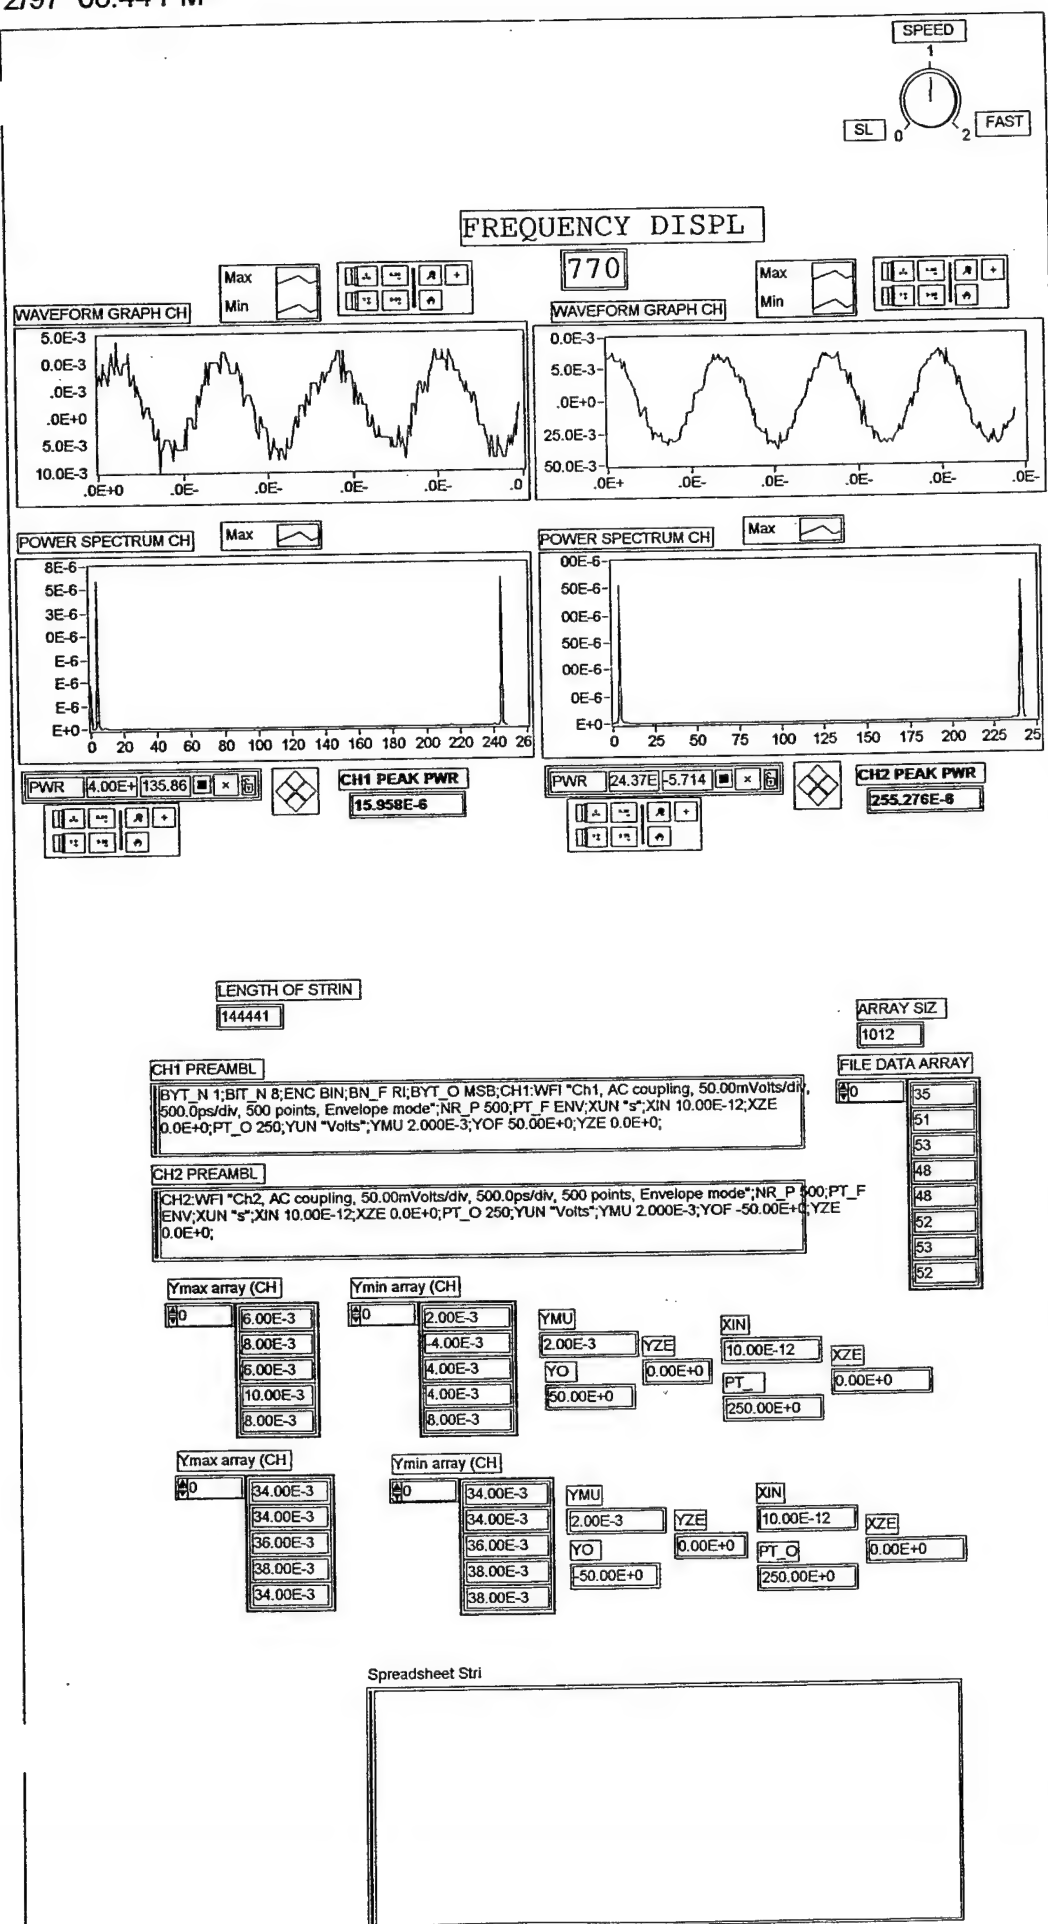 2/97 06:44 PM
SPEED
1
SL 0 2 FAST
FREQUENCY DISPL
770
Max
Min
WAVEFORM GRAPH CH
5.0E-3
0.0E-3
.0E-3
.0E+0
5.0E-3
10.0E-3
.0E+0 .0E- .0E- .0E- .0E- .0
Max
Min
WAVEFORM GRAPH CH
0.0E-3
5.0E-3
.0E+0
25.0E-3
50.0E-3
.0E+ .0E- .0E- .0E- .0E- .0E-
POWER SPECTRUM CH
Max
8E-6
5E-6
3E-6
0E-6
E-6
E-6
E-6
E+0
0 20 40 60 80 100 120 140 160 180 200 220 240 26
POWER SPECTRUM CH
Max
00E-6
50E-6
00E-6
50E-6
00E-6
0E-6
E+0
0 25 50 75 100 125 150 175 200 225 25
PWR 4.00E+ 135.86
CH1 PEAK PWR
15.958E-6
PWR 24.37E -5.714
CH2 PEAK PWR
255.276E-6
LENGTH OF STRIN
144441
ARRAY SIZ
1012
CH1 PREAMBL
BYT_N 1;BIT_N 8;ENC BIN;BN_F RI;BYT_O MSB;CH1:WFI "Ch1, AC coupling, 50.00mVolts/div,
500.0ps/div, 500 points, Envelope mode";NR_P 500;PT_F ENV;XUN "s";XIN 10.00E-12;XZE
0.0E+0;PT_O 250;YUN "Volts";YMU 2.000E-3;YOF 50.00E+0;YZE 0.0E+0;
FILE DATA ARRAY
0
35
51
53
48
48
52
53
52
CH2 PREAMBL
CH2:WFI "Ch2, AC coupling, 50.00mVolts/div, 500.0ps/div, 500 points, Envelope mode";NR_P 500;PT_F
ENV;XUN "s";XIN 10.00E-12;XZE 0.0E+0;PT_O 250;YUN "Volts";YMU 2.000E-3;YOF -50.00E+0;YZE
0.0E+0;
Ymax array (CH
0
6.00E-3
8.00E-3
6.00E-3
10.00E-3
8.00E-3
Ymin array (CH
0
2.00E-3
-4.00E-3
4.00E-3
4.00E-3
8.00E-3
YMU
2.00E-3
YZE
0.00E+0
YO
50.00E+0
XIN
10.00E-12
XZE
0.00E+0
PT_
250.00E+0
Ymax array (CH
0
34.00E-3
34.00E-3
36.00E-3
38.00E-3
34.00E-3
Ymin array (CH
0
34.00E-3
34.00E-3
36.00E-3
38.00E-3
38.00E-3
YMU
2.00E-3
YZE
0.00E+0
YO
-50.00E+0
XIN
10.00E-12
XZE
0.00E+0
PT_O
250.00E+0
Spreadsheet Stri